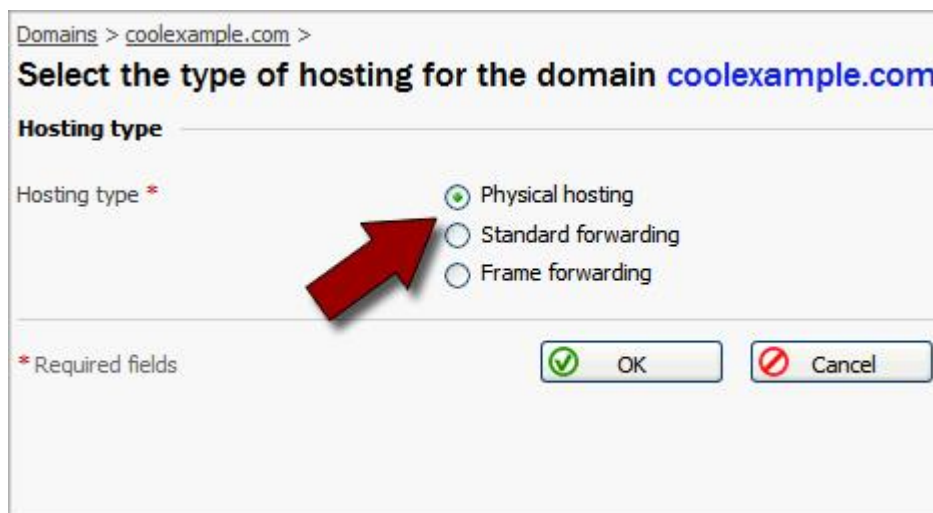 Domains > coolexample.com >
Select the type of hosting for the domain coolexample.com
Hosting type
Hosting type *
Physical hosting
Standard forwarding
Frame forwarding
* Required fields
OK
Cancel